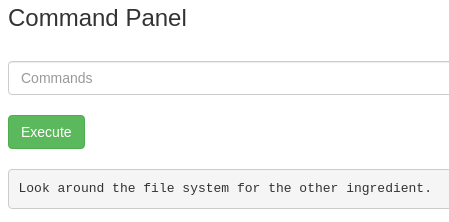 Command Panel
Commands
Execute
Look around the file system for the other ingredient.